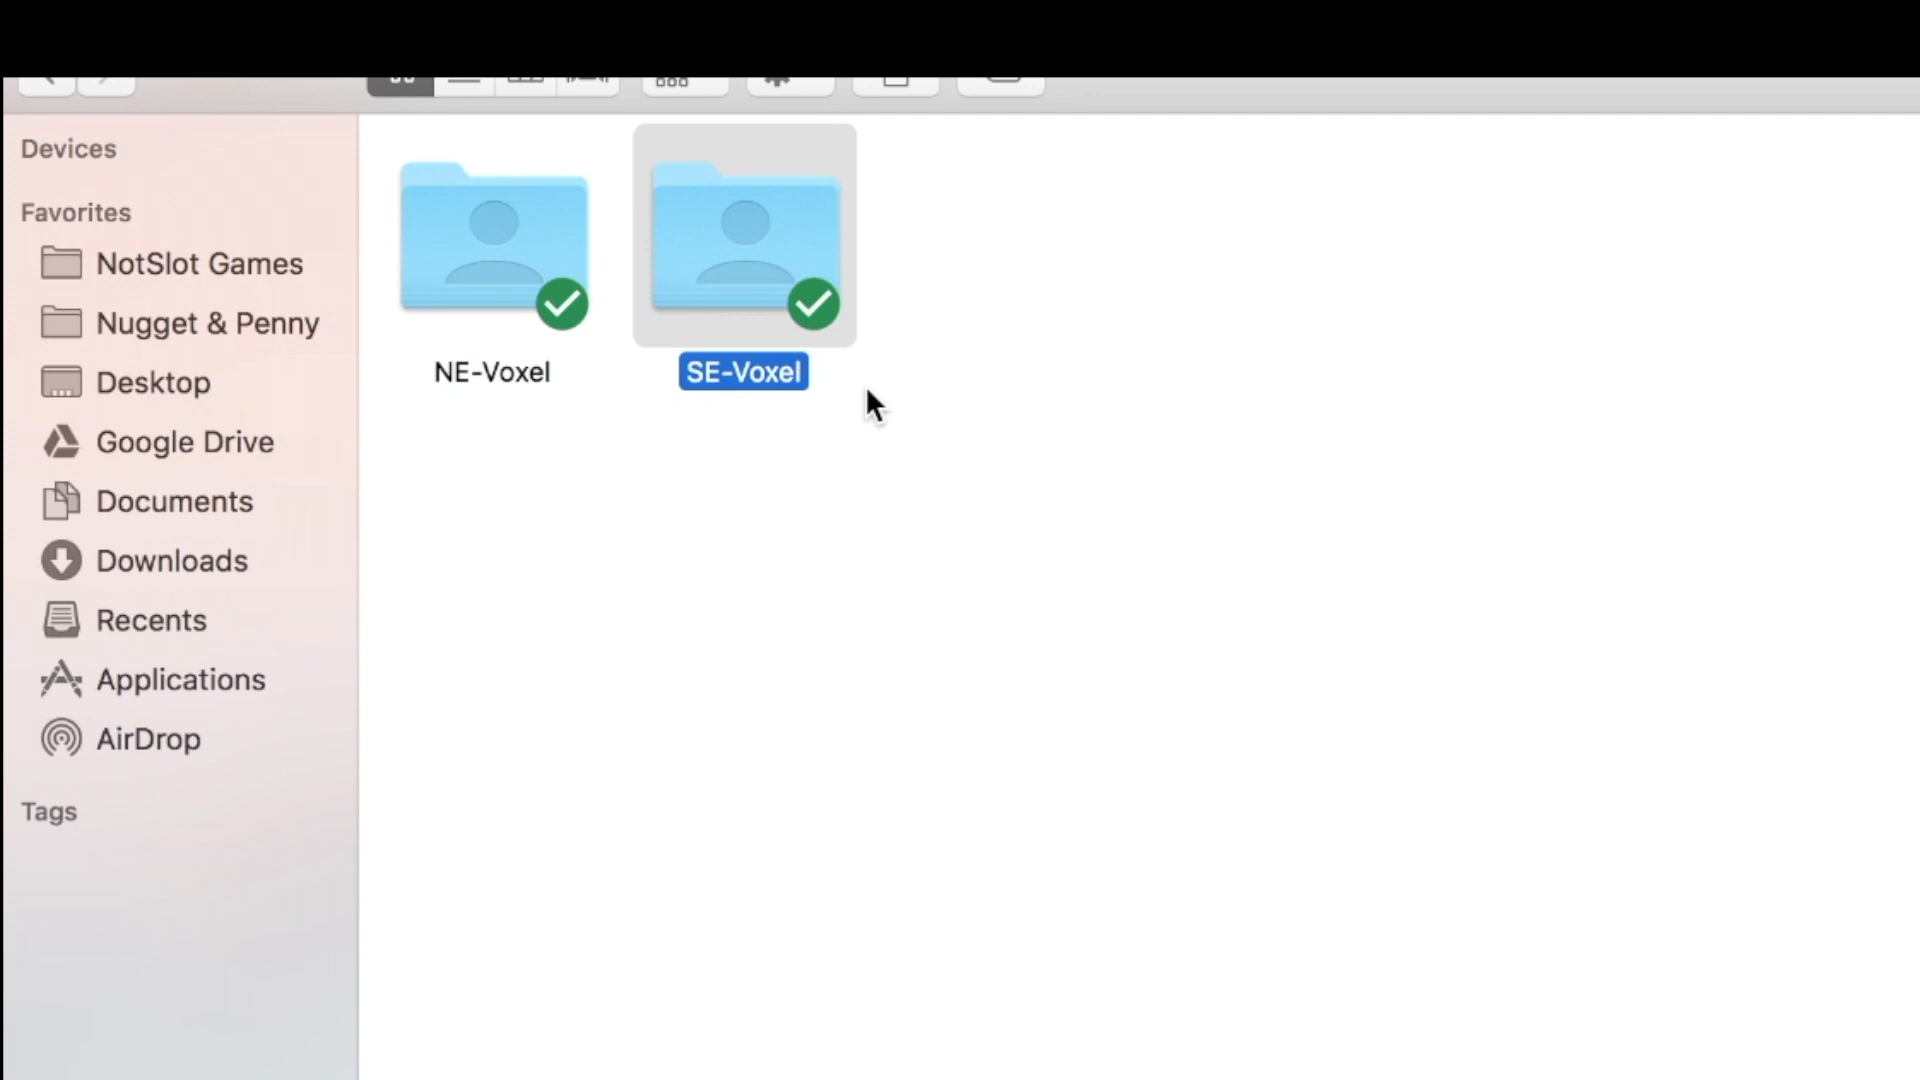 Devices
Favorites
NotSlot Games
Nugget & Penny
Desktop
Google Drive
Documents
Downloads
Recents
Applications
AirDrop
Tags
NE-Voxel
SE-Voxel